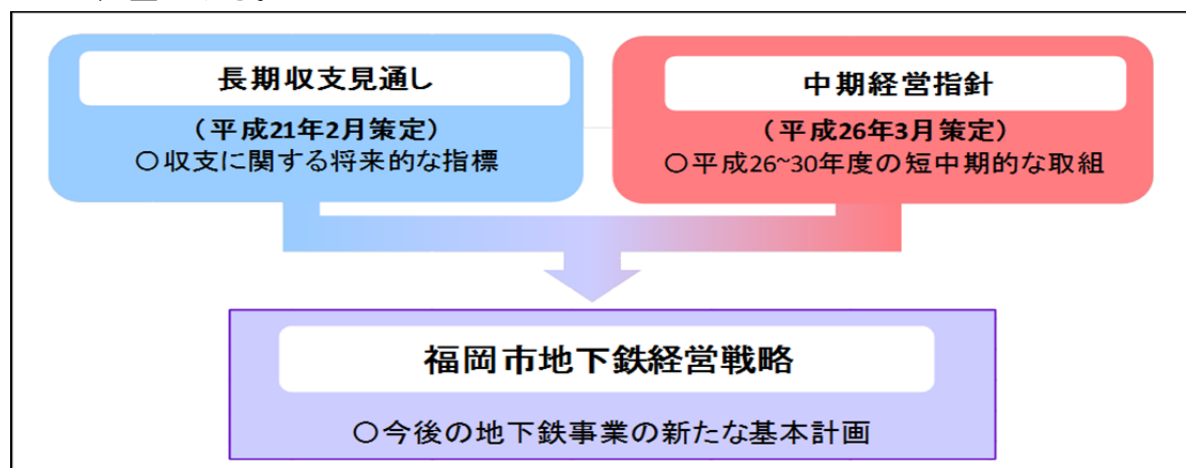 長期収支見通し
（平成21年2月策定）
○収支に関する将来的な指標
中期経営指針
（平成26年3月策定）
○平成26~30年度の短中期的な取組
福岡市地下鉄経営戦略
○今後の地下鉄事業の新たな基本計画